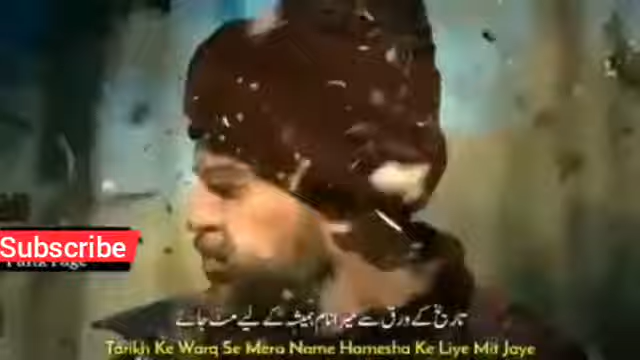 Subscribe
تاریخ کے ورق سے میرا نام ہمیشہ کے لیے مٹ جائے
Tarikh Ke Warq Se Mera Name Hamesha Ke Liye Mit Jaye